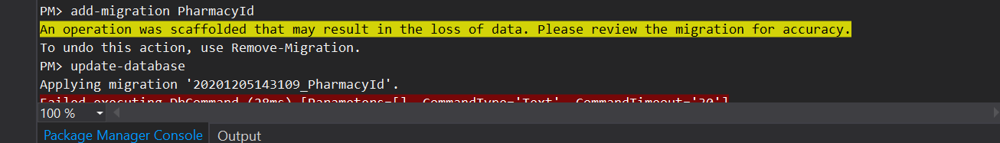 PM> add-migration PharmacyId
An operation was scaffolded that may result in the loss of data. Please review the migration for accuracy.
To undo this action, use Remove-Migration.
PM> update-database
Applying migration '20201205143109_PharmacyId'.
Failed executing DbCommand (28ms) [Parameters=[], CommandType='Text', CommandTimeout='30']
100 %
Package Manager Console Output